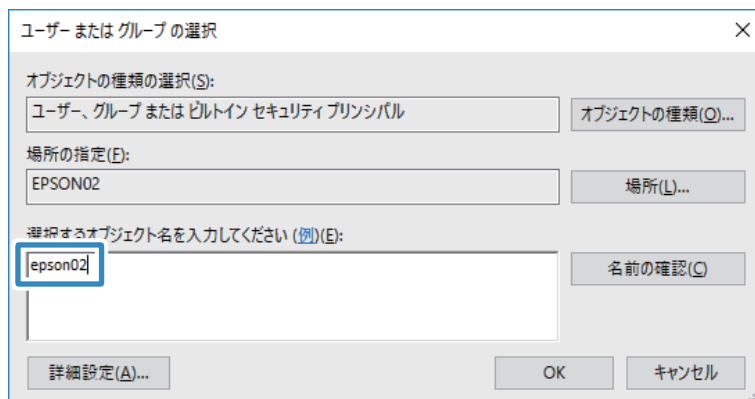 ユーザー または グループ の選択
オブジェクトの種類の選択(S):
ユーザー、グループ または ビルトイン セキュリティ プリンシパル
オブジェクトの種類(O)...
場所の指定(F):
EPSON02
場所(L)...
選択するオブジェクト名を入力してください (例)(E):
epson02
名前の確認(C)
詳細設定(A)...
OK
キャンセル